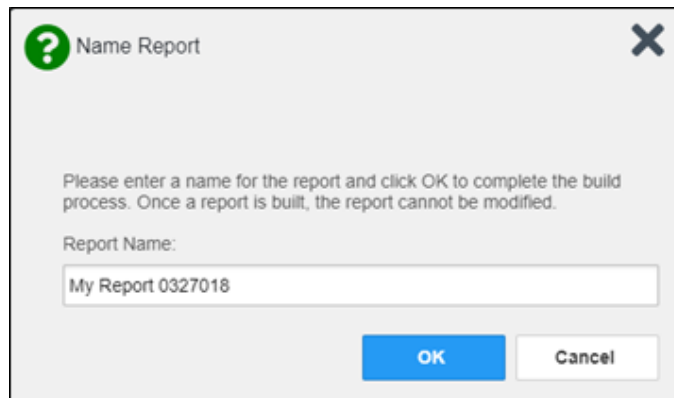 Name Report
Please enter a name for the report and click OK to complete the build
process. Once a report is built, the report cannot be modified.
Report Name:
My Report 0327018
OK
Cancel